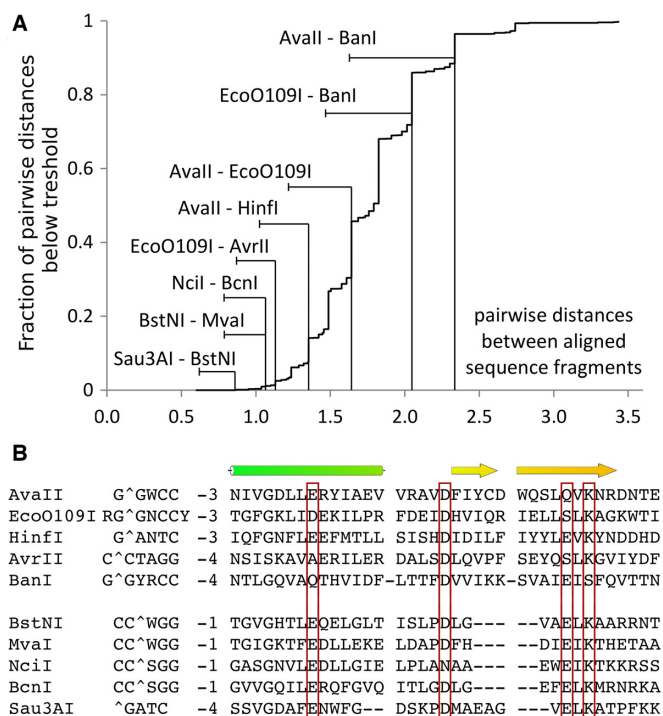 A
Fraction of pairwise distances
below treshold
1
0.8
0.6
0.4
0.2
0
AvaII - BanI
EcoO109I - BanI
AvaII - EcoO109I
AvaII - HinfI
EcoO109I - AvrII
NciI - BcnI
BstNI - MvaI
Sau3AI - BstNI
pairwise distances
between aligned
sequence fragments
0.0 0.5 1.0 1.5 2.0 2.5 3.0 3.5
B
AvaII G^GWCC -3 NIVGDLLERYIAEV VRAVDFIYCD WQSLQVKNRDNTE
EcoO109I RG^GNCCY -3 TGFGKLIDEKILPR FDEIDHVIQR IELLSLKAGKWTI
HinfI G^ANTC -3 IQFGNFLEEFMTLL SISHDIDILF IYYLEVKYNDDHD
AvrII C^CTAGG -4 NSISKAVAERILER DALSDLQVPF SEYQSLKGVIYDF
BanI G^GYRCC -4 NTLGQVAQTHVIDF-LTTFDVVIKK-SVAIEISFQVTTN
BstNI CC^WGG -1 TGVGHTLEQELGLT ISLPDLG---- --VAELKAARRNT
MvaI CC^WGG -1 TGIGKTFEDLLEKE LDAPDFH---- --DIEIKTHETAA
NciI CC^SGG -1 GASGNVLEDLLGIE LPLANAA---- --EWEIKTKKRSS
BcnI CC^SGG -1 GVVGQILERQFGVQ ITLGDLG---- --EFELKMRNRKA
Sau3AI ^GATC -4 SSVGDAFENWFG-- DSKPDMAEAG --VELKATPFKK